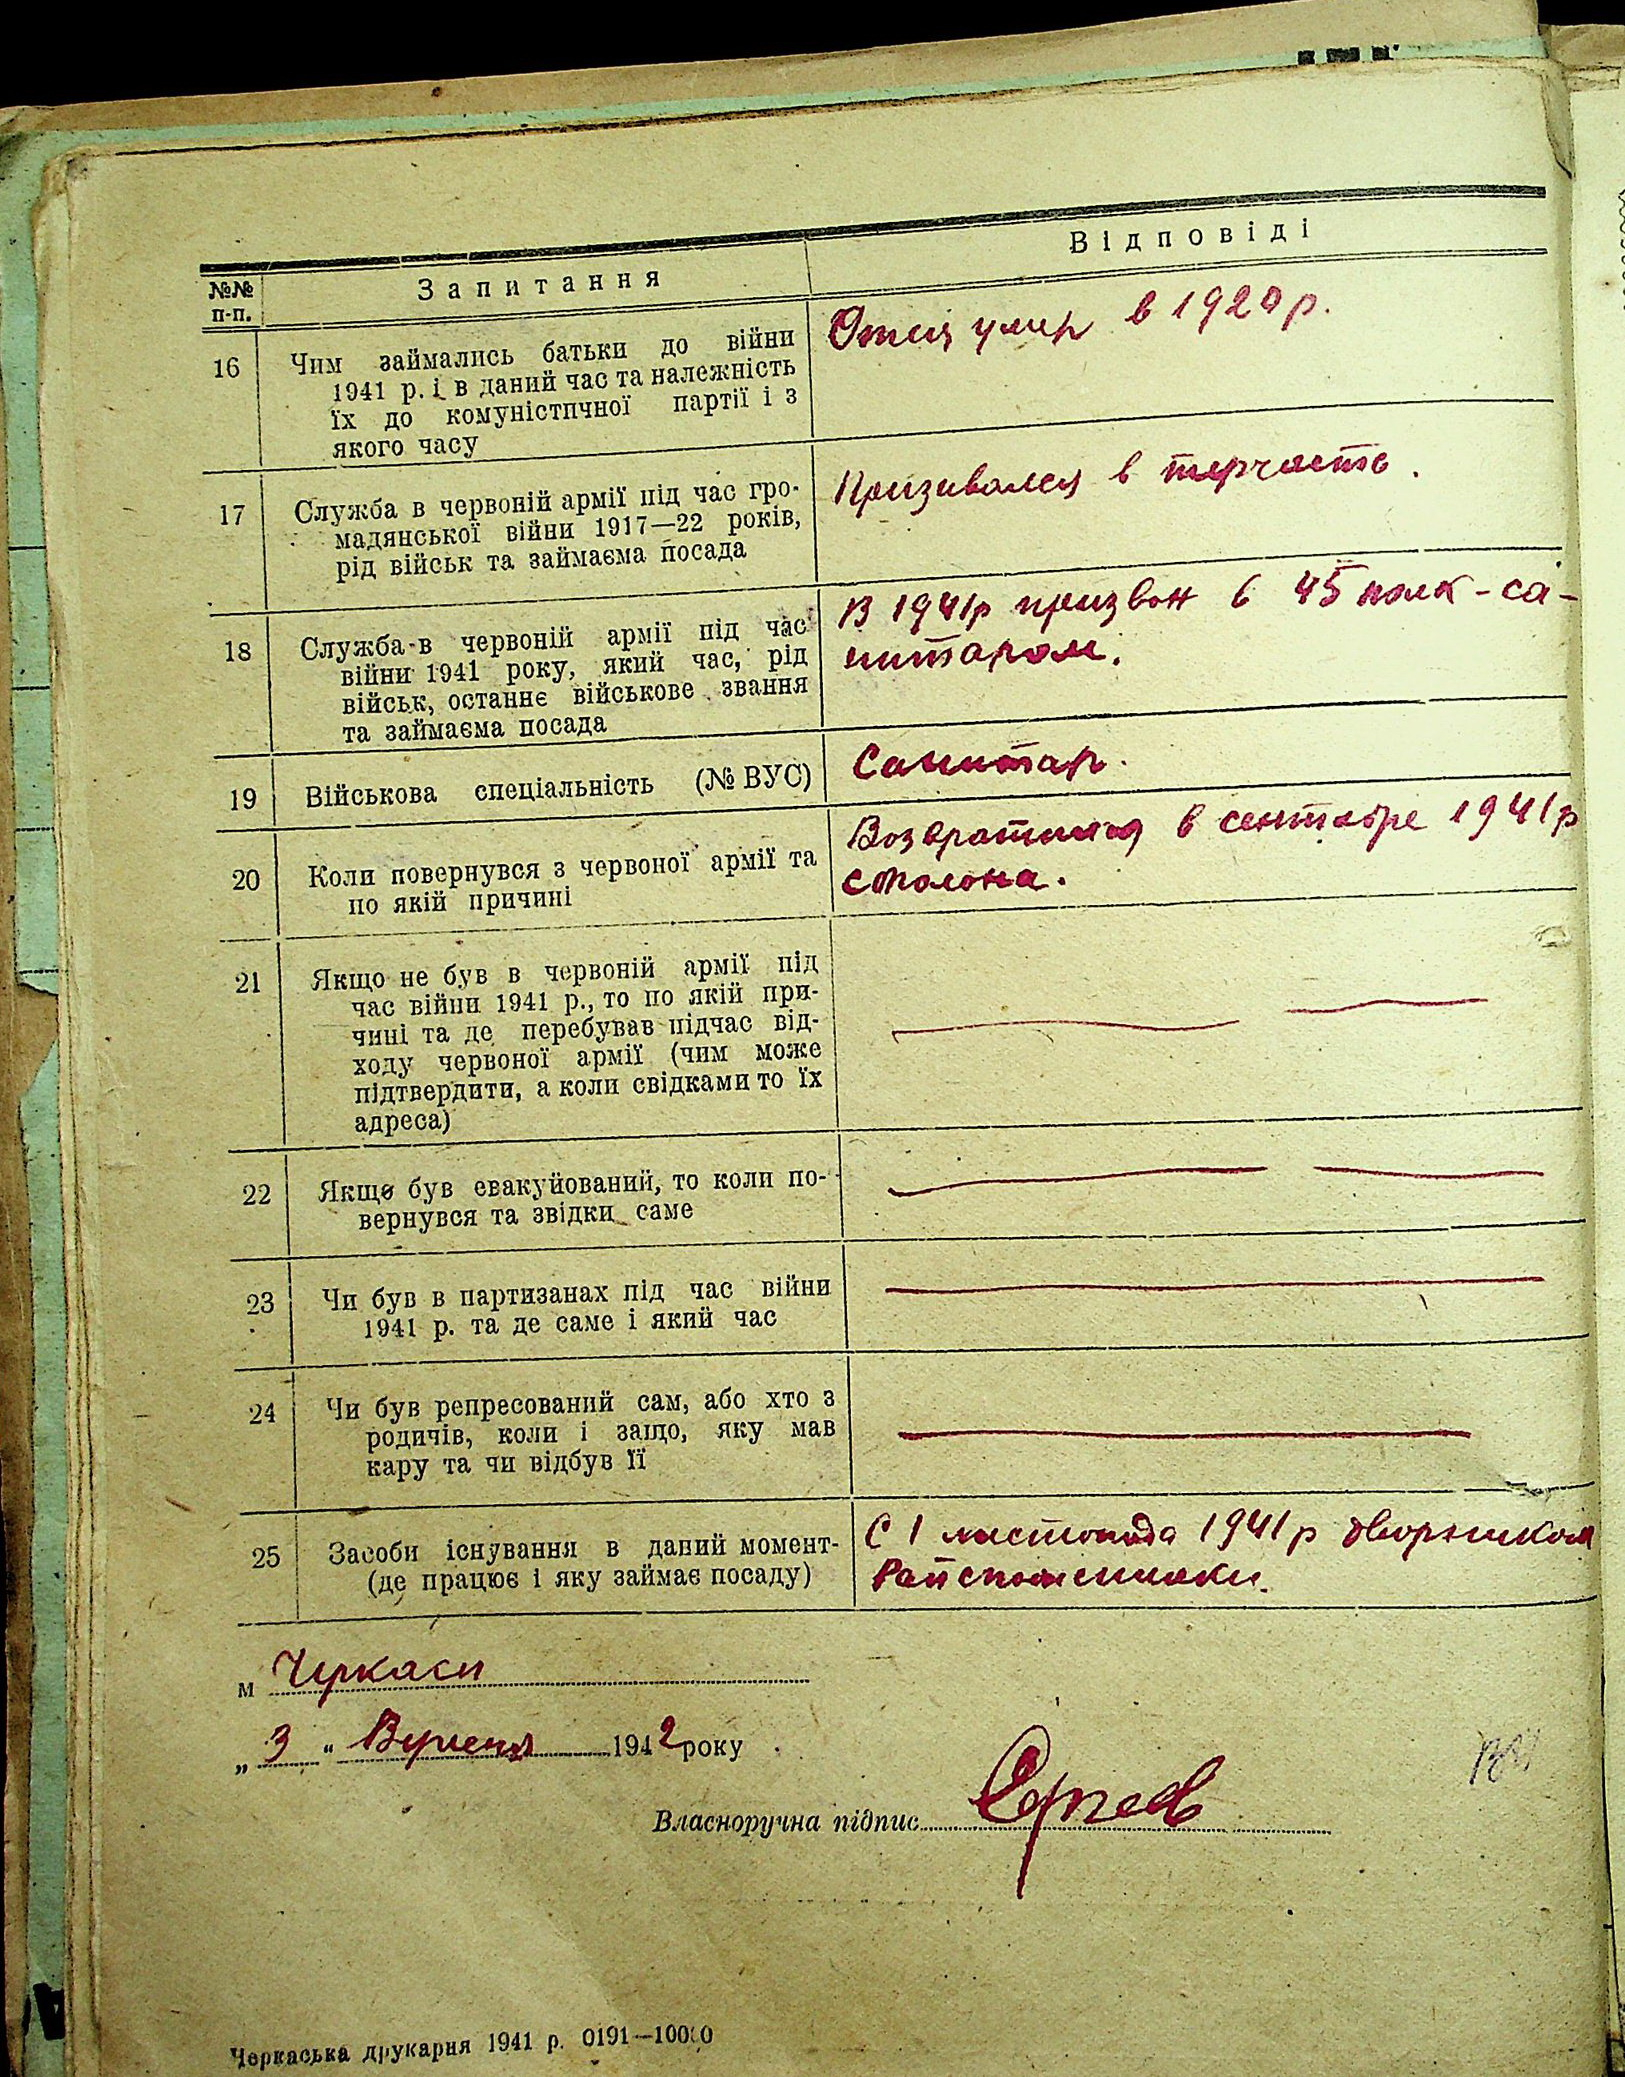 №№ п-п.
Запитання
Відповіді
16
Чим займались батьки до війни
1941 р. і в даний час та належність
їх до комуністичної партії і з
якого часу
Отец умер в 1920 р.
17
Служба в червоній армії під час гро-
мадянської війни 1917—22 років,
рід військ та займаєма посада
Призивался в терчасть.
18
Служба в червоній армії під час
війни 1941 року, який час, рід
військ, останнє військове звання
та займаєма посада
В 1941р призван в 45 полк - са-
нитаром.
19
Військова спеціальність (№ ВУС)
Санитар.
20
Коли повернувся з червоної армії та
по якій причині
Возвратился в сентябре 1941р
с полона.
21
Якщо не був в червоній армії під
час війни 1941 р., то по якій при-
чині та де перебував підчас від-
ходу червоної армії (чим може
підтвердити, а коли свідками то їх
адреса)
22
Якщо був евакуйований, то коли по-
вернувся та звідки саме
23
Чи був в партизанах під час війни
1941 р. та де саме і який час
24
Чи був репресований сам, або хто з
родичів, коли і защо, яку мав
кару та чи відбув її
25
Засоби існування в даний момент-
(де працює і яку займає посаду)
С 1 листопада 1941 р дворником
Райспоживспілки.
м Черкаси
„ 3 " Вересня 1942 року
Власноручна підпис
Черкаська друкарня 1941 р. 0191—10000